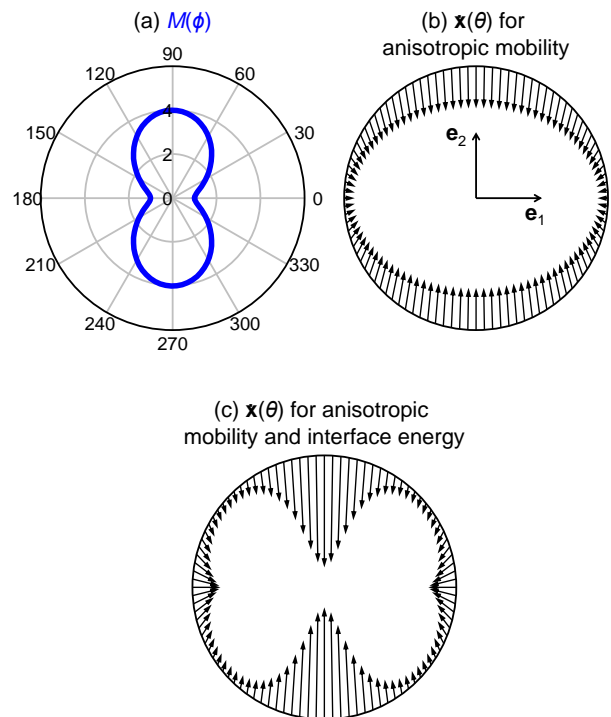 (a) M(ϕ)
90
120
60
4
150
30
2
180
0
0
210
330
240
300
270
(b) ẋ(θ) for
anisotropic mobility
e₂
e₁
(c) ẋ(θ) for anisotropic
mobility and interface energy